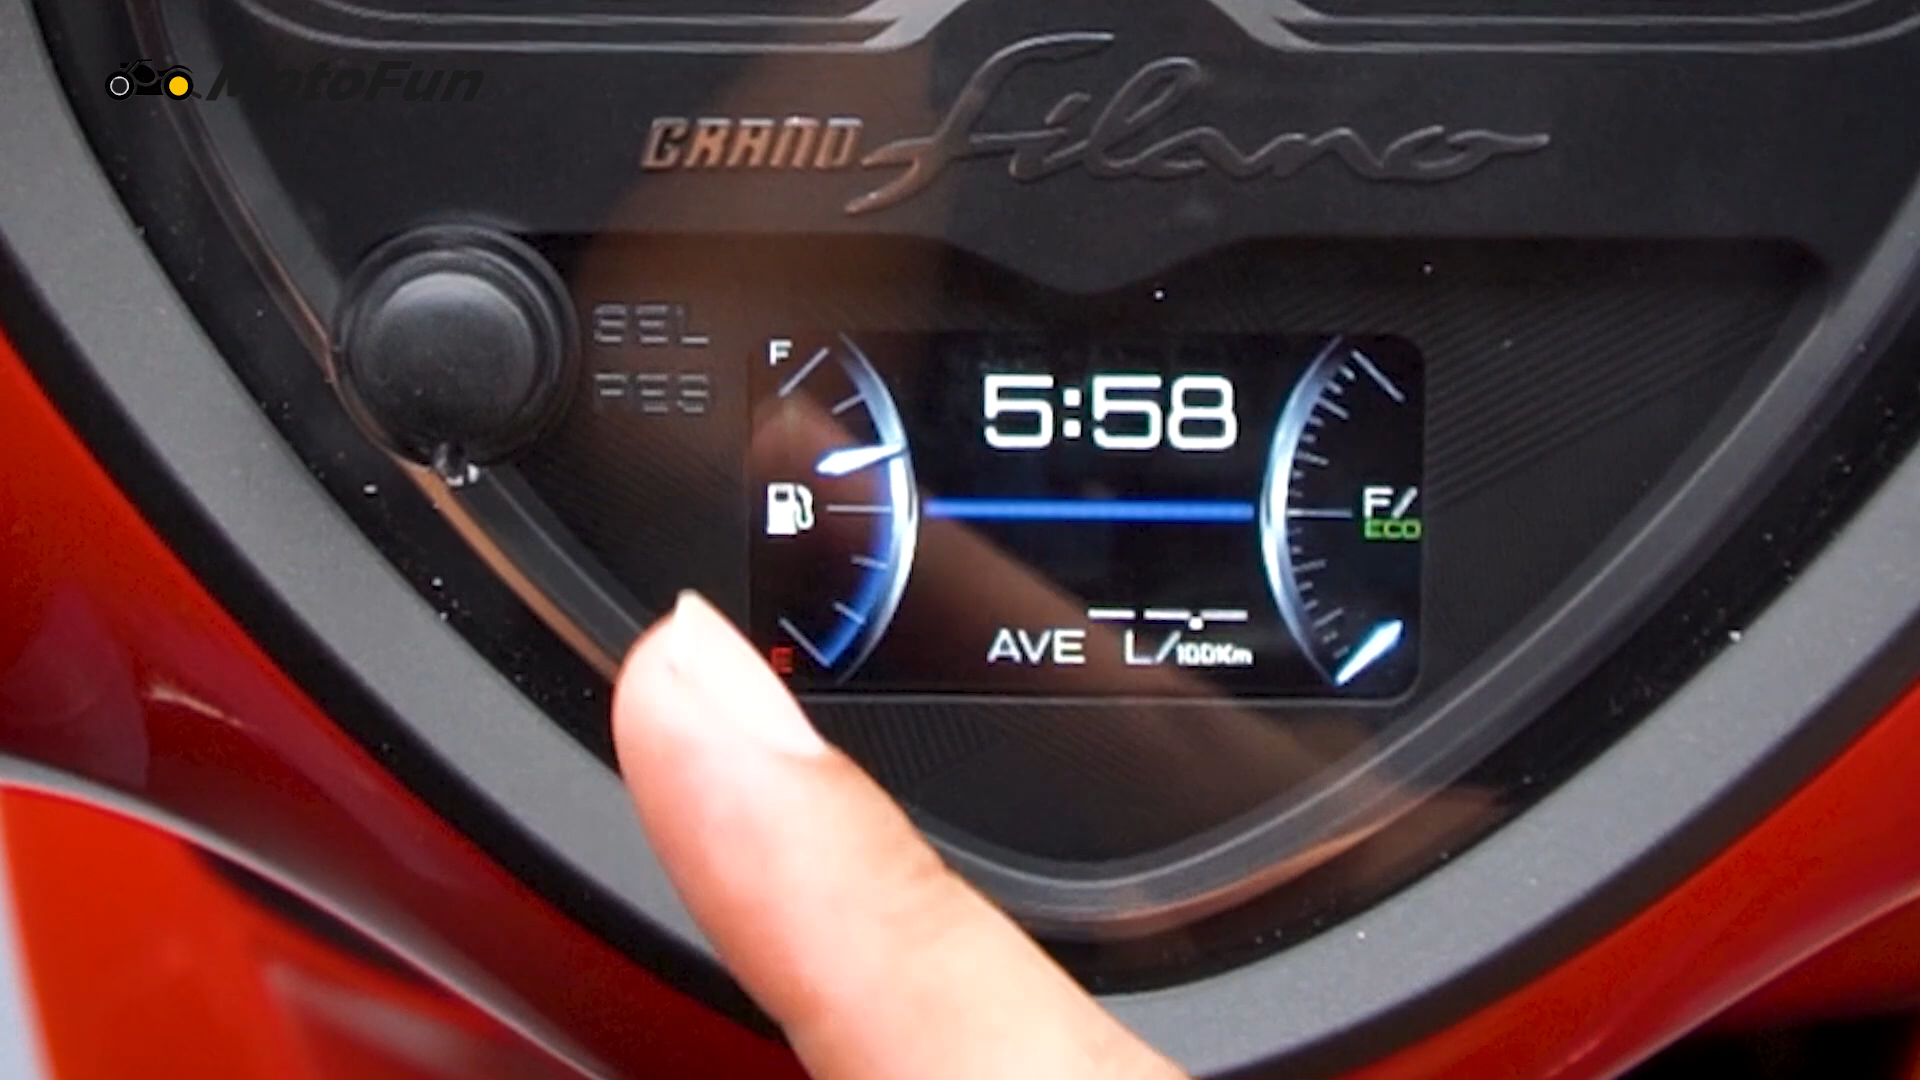 MotoFun
GRAND filano
SEL
RES
F
5:58
F/
ECO
E
AVE L/100Km